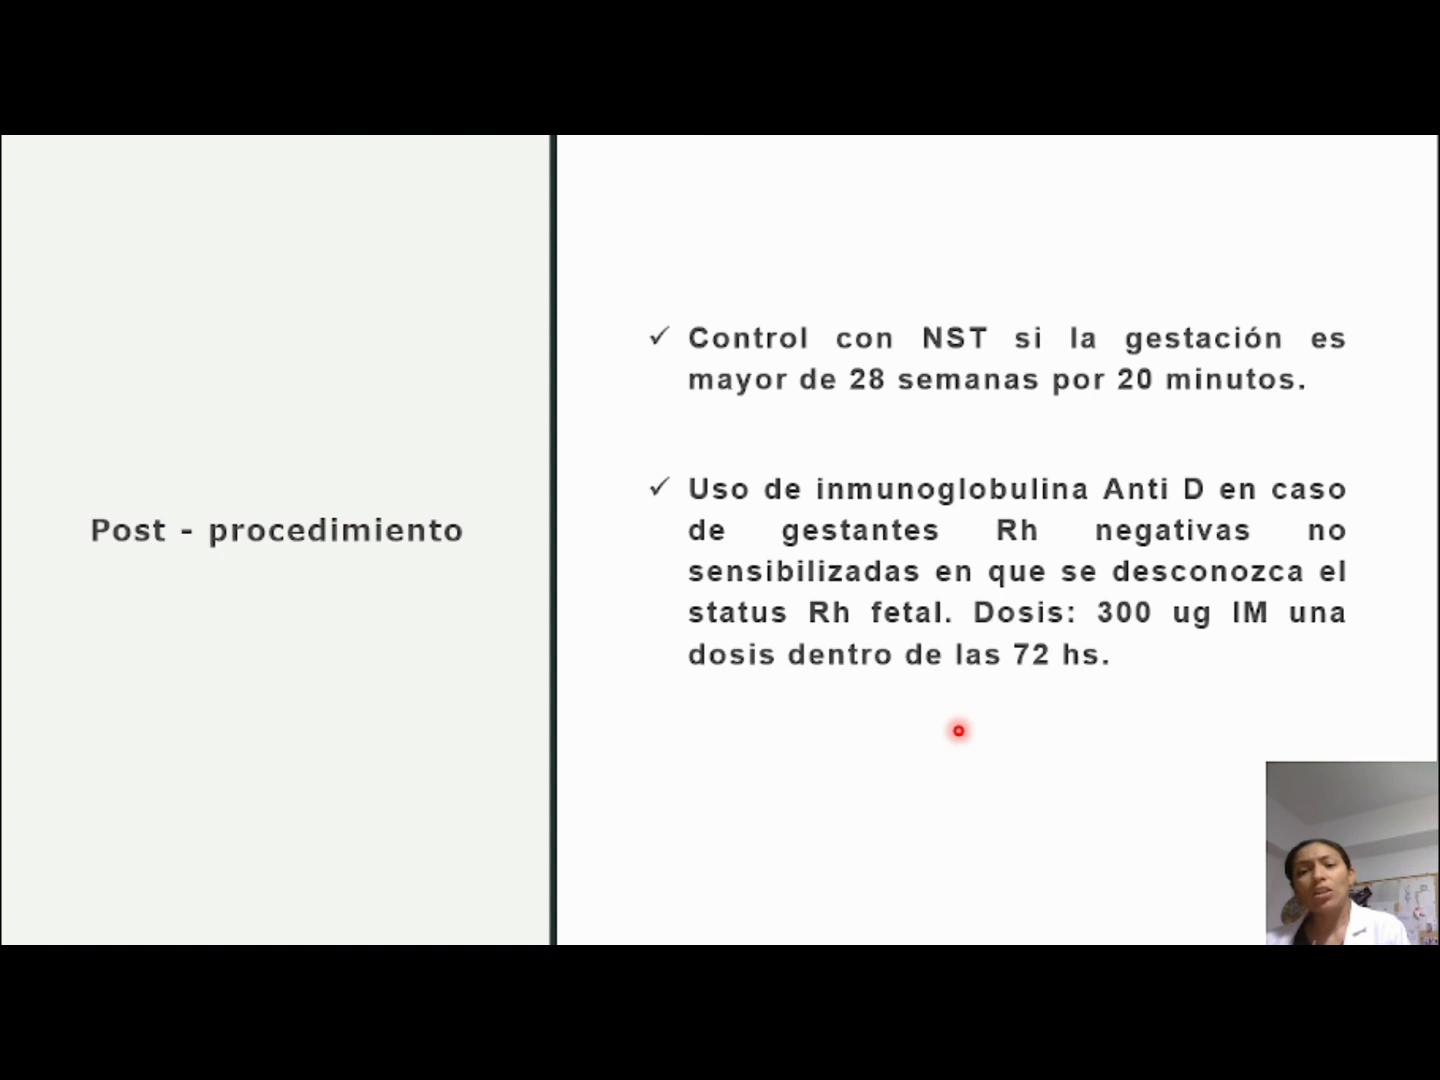 Post - procedimiento
✓ Control con NST si la gestación es
mayor de 28 semanas por 20 minutos.
✓ Uso de inmunoglobulina Anti D en caso
de gestantes Rh negativas no
sensibilizadas en que se desconozca el
status Rh fetal. Dosis: 300 ug IM una
dosis dentro de las 72 hs.